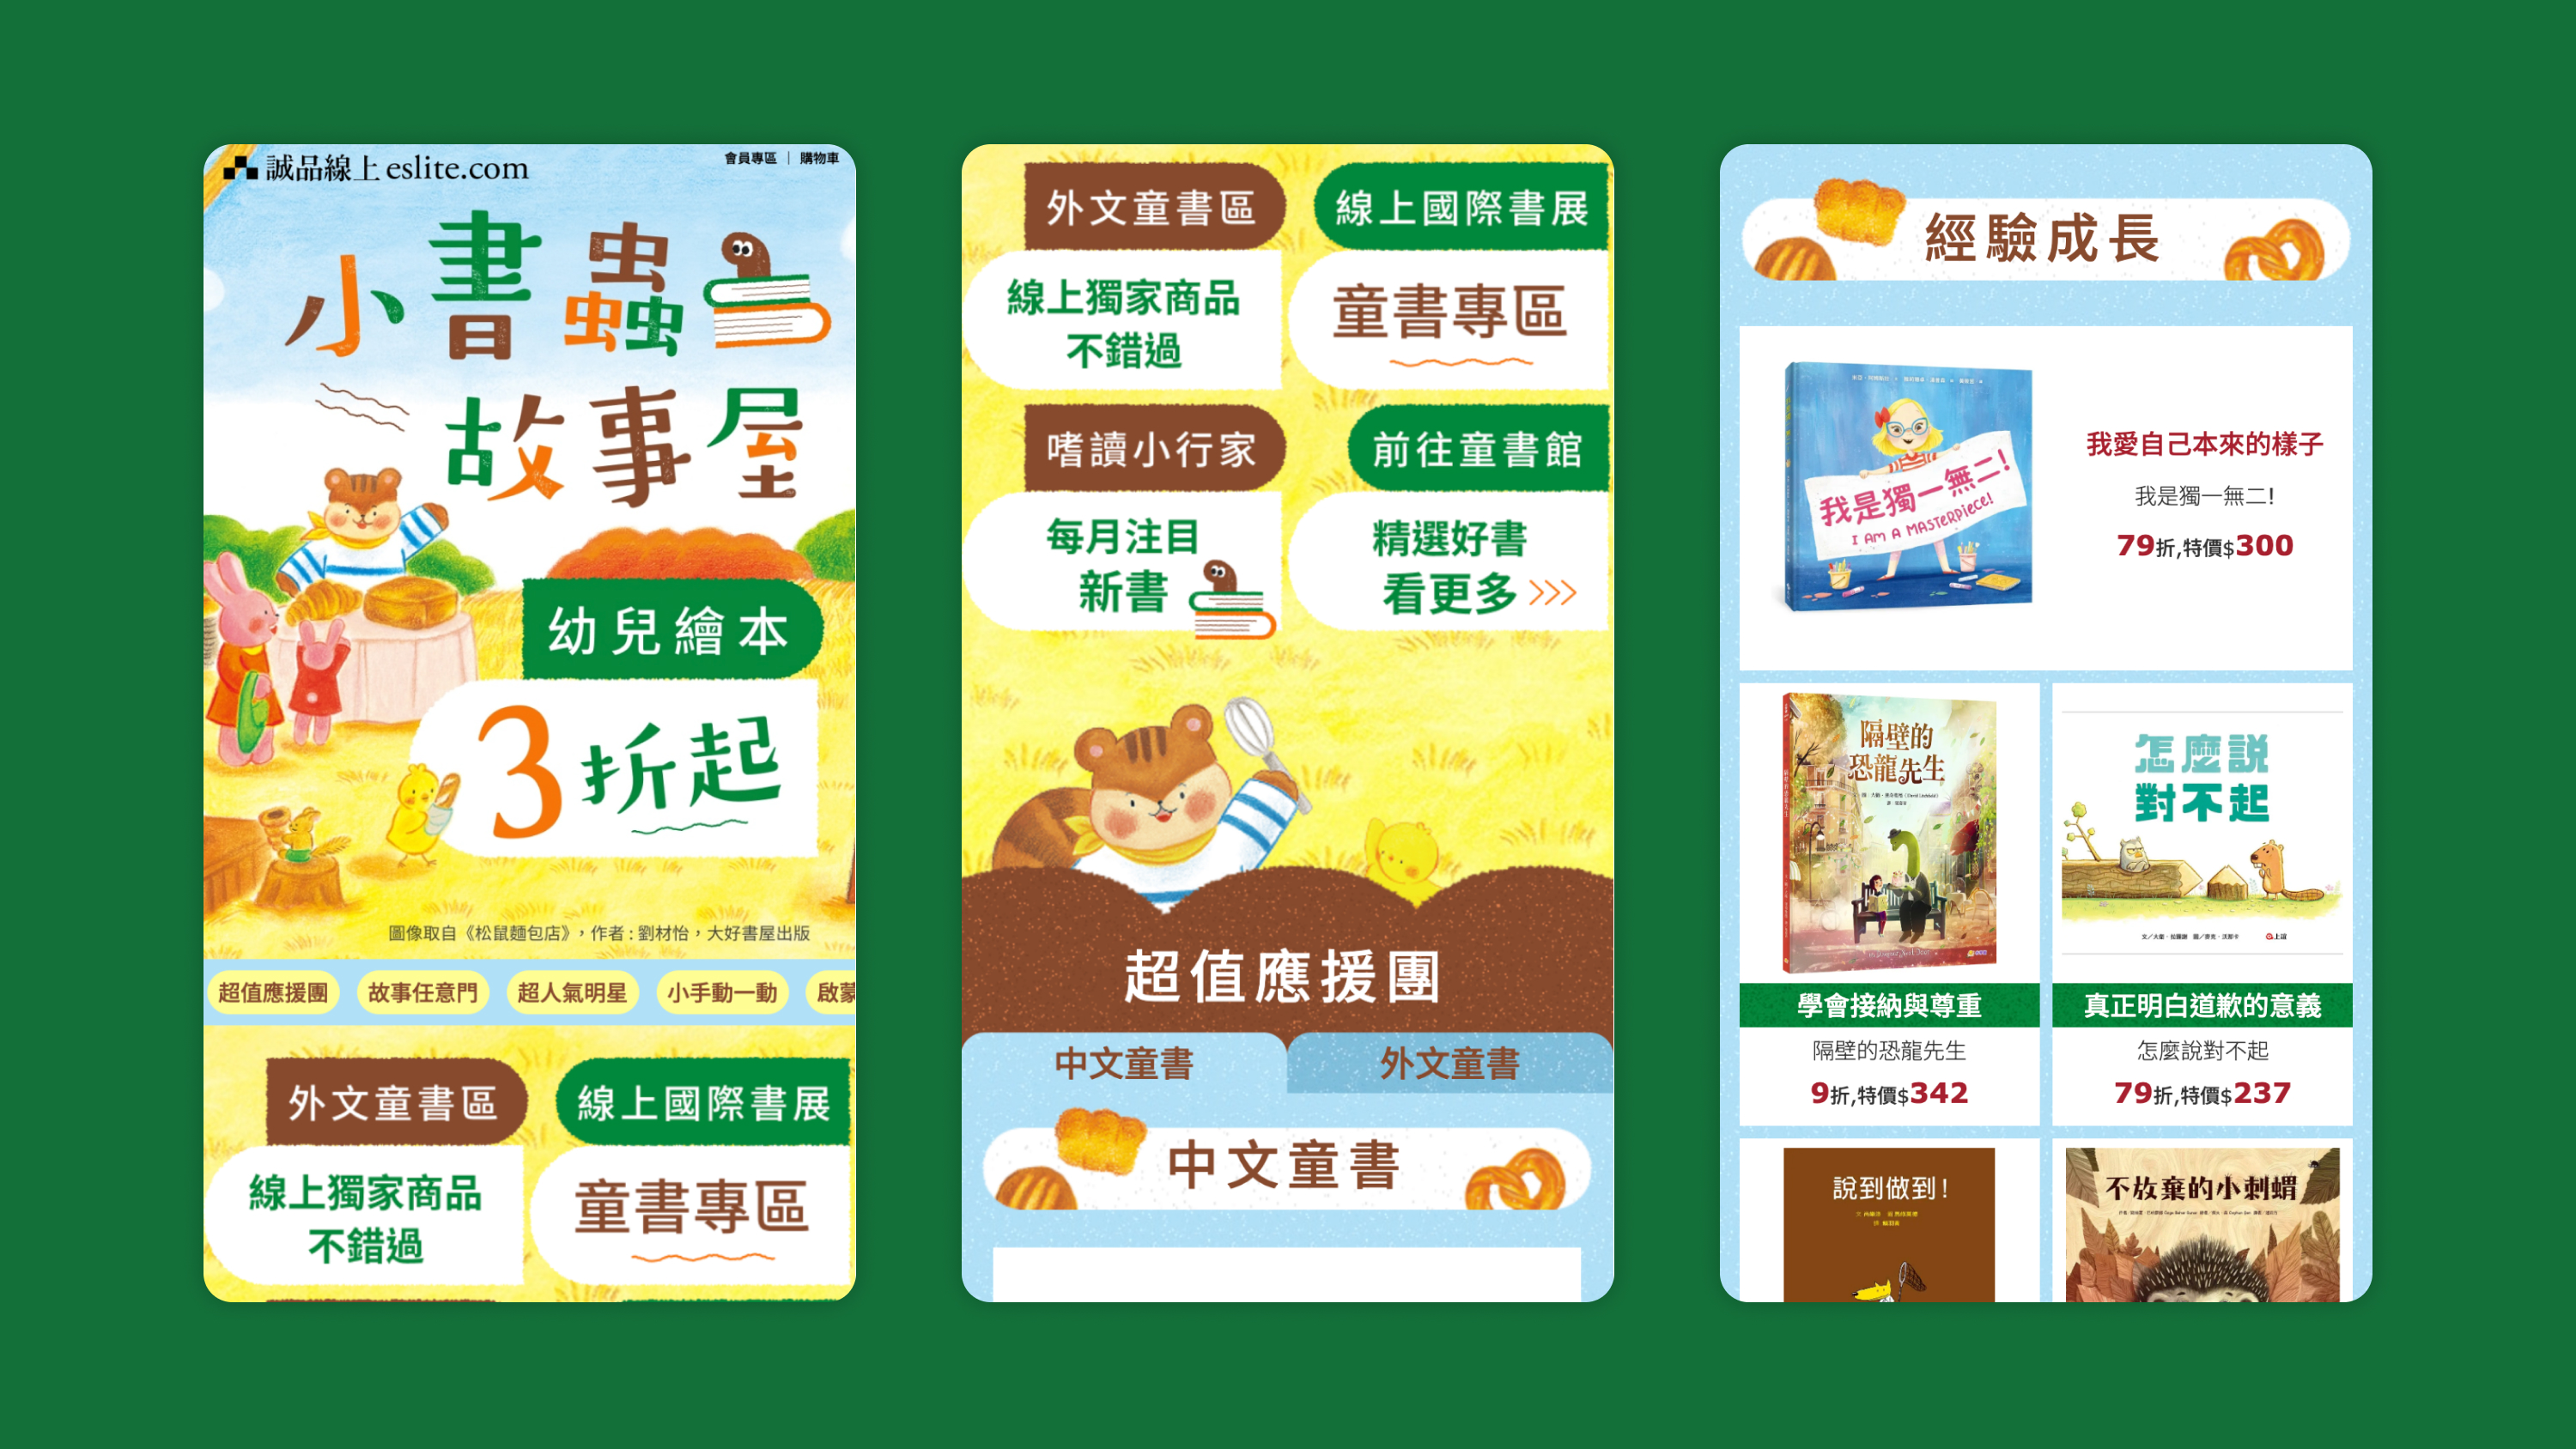 誠品線上 eslite.com
會員專區 | 購物車
小書蟲
故事屋
幼兒繪本
3折起
圖像取自《松鼠麵包店》，作者：劉材怡，大好書屋出版
超值應援團
故事任意門
超人氣明星
小手動一動
啟蒙
外文童書區
線上獨家商品
不錯過
線上國際書展
童書專區
外文童書區
線上獨家商品
不錯過
線上國際書展
童書專區
嗜讀小行家
每月注目
新書
前往童書館
精選好書
看更多 >>>
超值應援團
中文童書
外文童書
中文童書
經驗成長
我是獨一無二！
I AM A MASTERPIECE!
我愛自己本來的樣子
我是獨一無二!
79折,特價$300
隔壁的
恐龍先生
學會接納與尊重
隔壁的恐龍先生
9折,特價$342
怎麼說
對不起
上誼
真正明白道歉的意義
怎麼說對不起
79折,特價$237
說到做到！
不放棄的小刺蝟